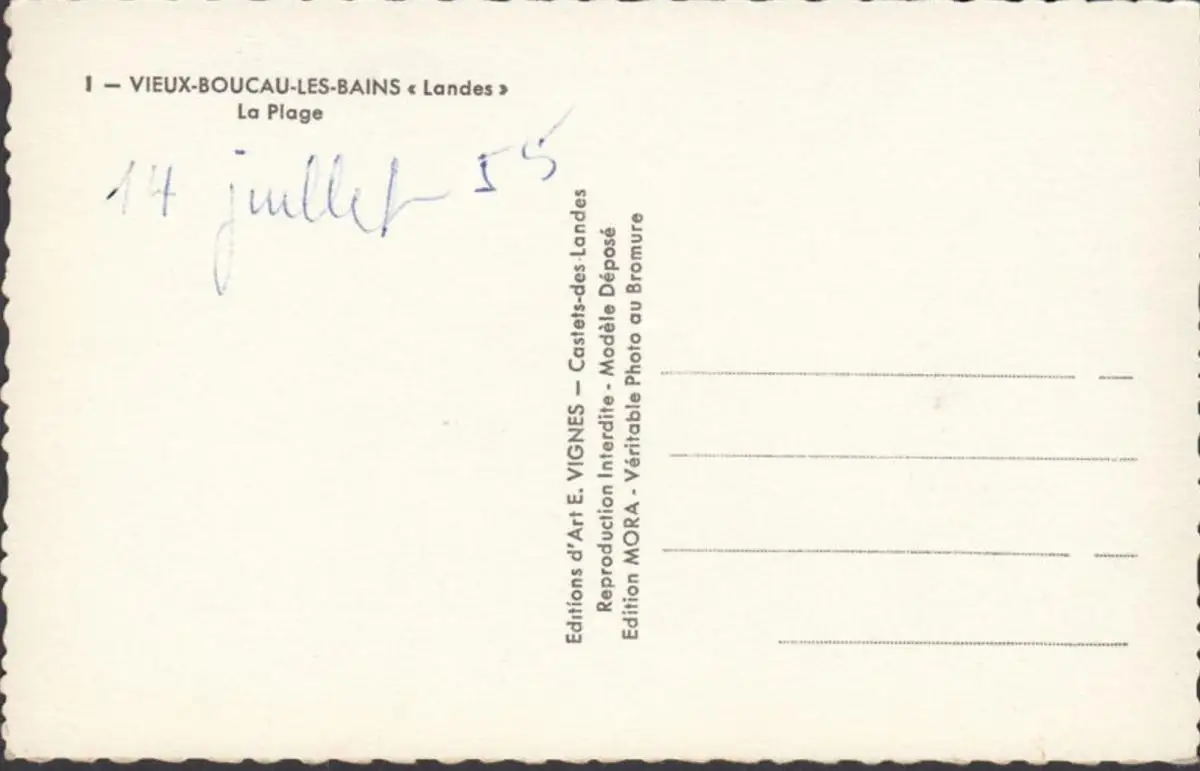 1 — VIEUX-BOUCAU-LES-BAINS « Landes »
La Plage
14 juillet 55
Editions d'Art E. VIGNES — Castets-des-Landes
Reproduction Interdite - Modèle Déposé
Edition MORA - Véritable Photo au Bromure